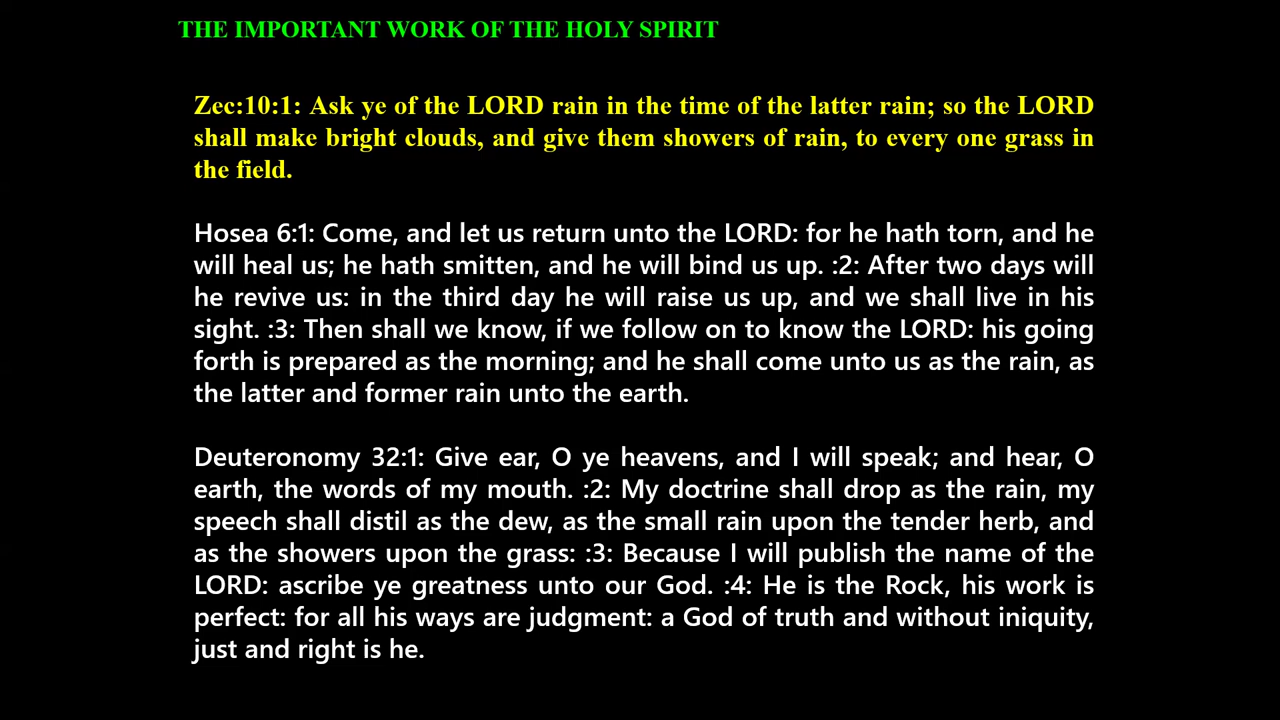 THE IMPORTANT WORK OF THE HOLY SPIRIT
Zec:10:1: Ask ye of the LORD rain in the time of the latter rain; so the LORD
shall make bright clouds, and give them showers of rain, to every one grass in
the field.
Hosea 6:1: Come, and let us return unto the LORD: for he hath torn, and he
will heal us; he hath smitten, and he will bind us up. :2: After two days will
he revive us: in the third day he will raise us up, and we shall live in his
sight. :3: Then shall we know, if we follow on to know the LORD: his going
forth is prepared as the morning; and he shall come unto us as the rain, as
the latter and former rain unto the earth.
Deuteronomy 32:1: Give ear, O ye heavens, and I will speak; and hear, O
earth, the words of my mouth. :2: My doctrine shall drop as the rain, my
speech shall distil as the dew, as the small rain upon the tender herb, and
as the showers upon the grass: :3: Because I will publish the name of the
LORD: ascribe ye greatness unto our God. :4: He is the Rock, his work is
perfect: for all his ways are judgment: a God of truth and without iniquity,
just and right is he.